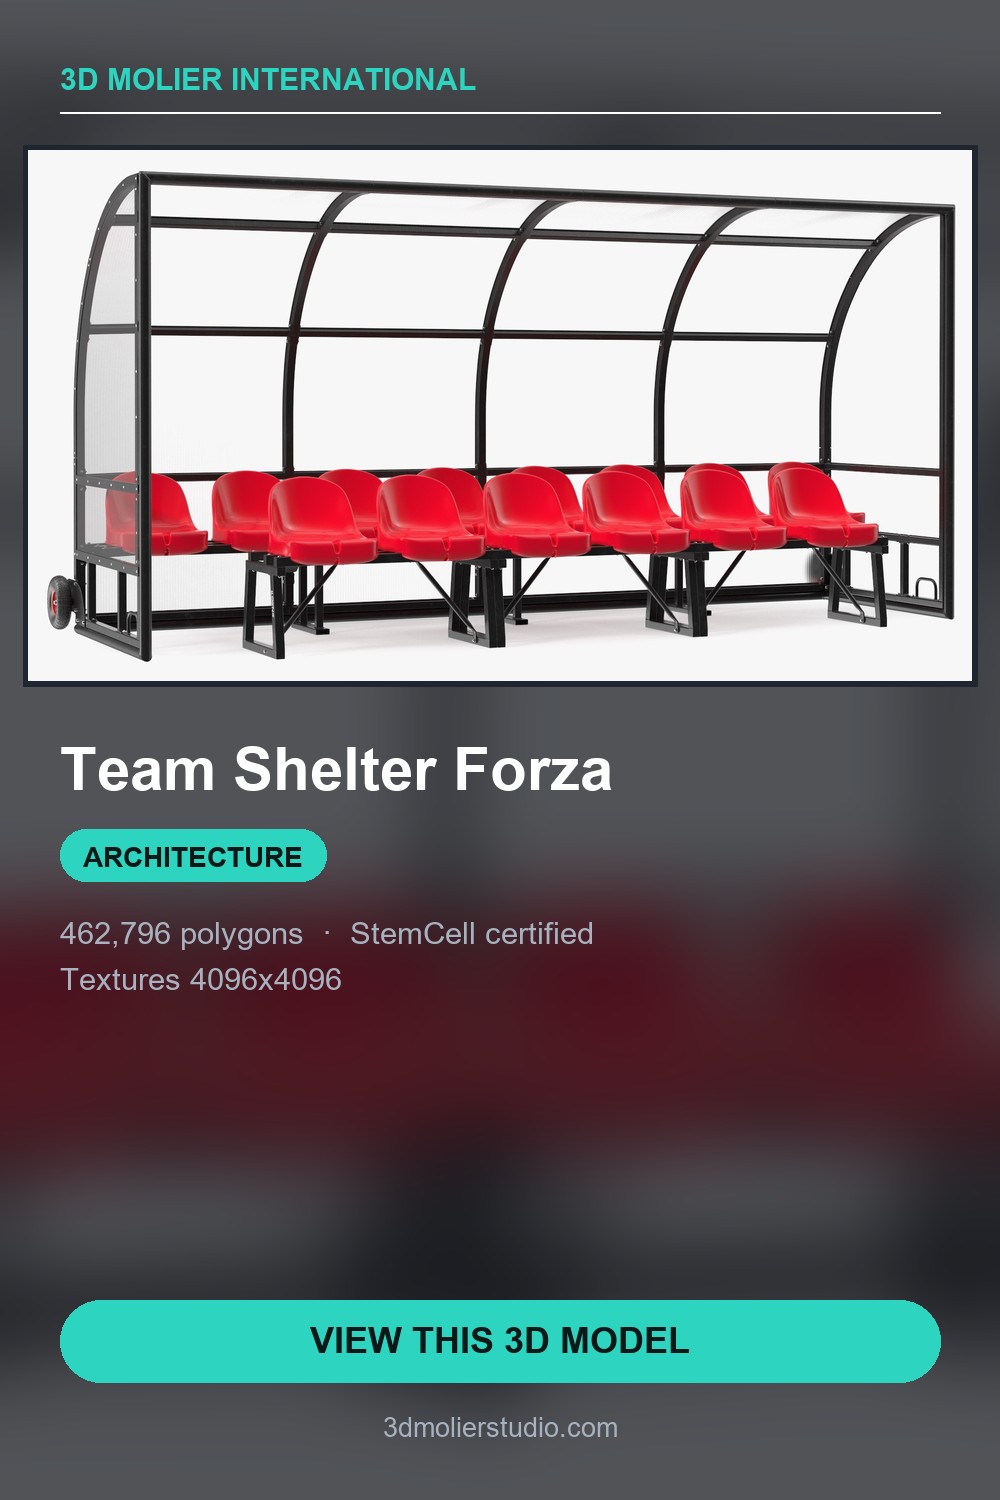 3D MOLIER INTERNATIONAL
Team Shelter Forza
ARCHITECTURE
462,796 polygons · StemCell certified
Textures 4096x4096
VIEW THIS 3D MODEL
3dmolierstudio.com